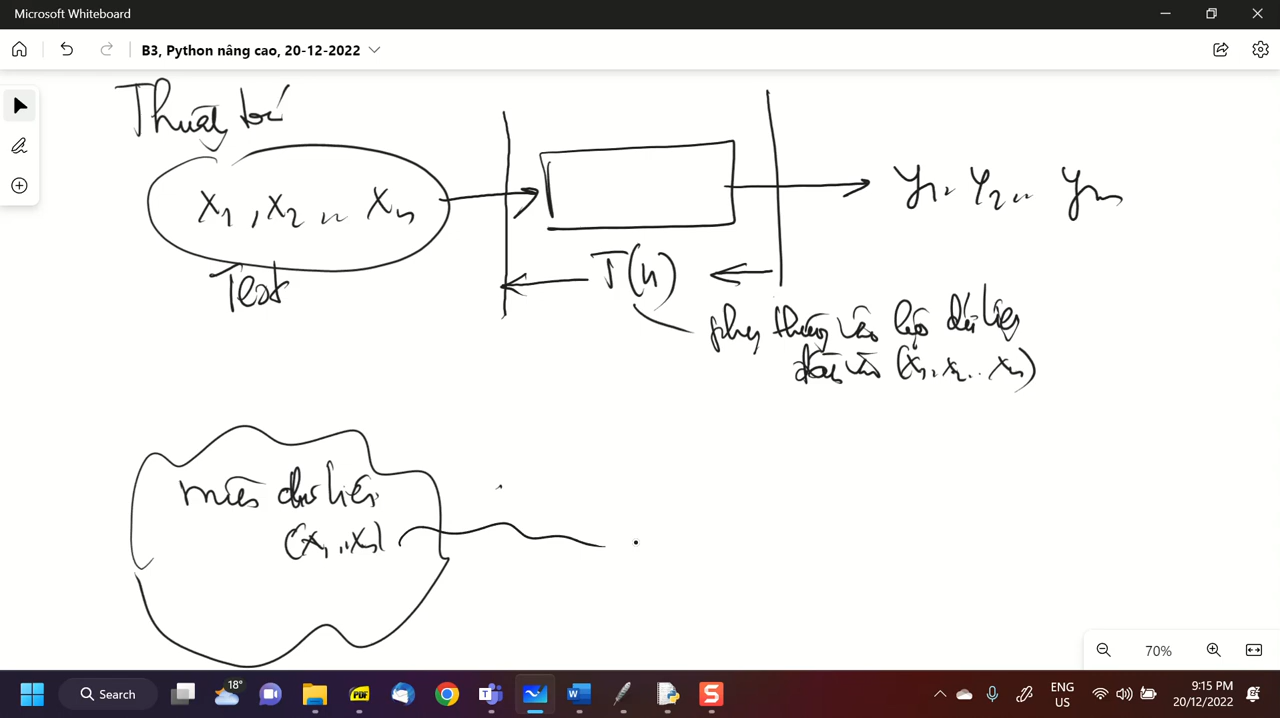 Microsoft Whiteboard
B3, Python nâng cao, 20-12-2022
Thuật toán
x1, x2 .. xn
Test
y1, y2 .. ym
T(n)
phụ thuộc vào bộ dữ liệu
đầu vào (x1, x2 .. xn)
miền dữ liệu
(x1 .. xn)
70%
18°
Search
PDF
W
S
ENG
US
9:15 PM
20/12/2022